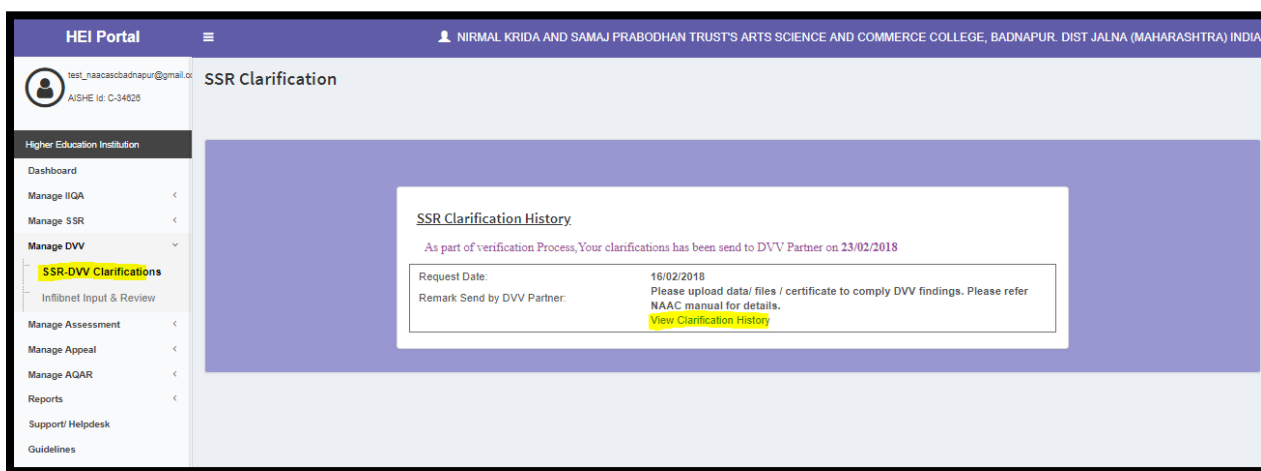 HEI Portal
NIRMAL KRIDA AND SAMAJ PRABODHAN TRUST'S ARTS SCIENCE AND COMMERCE COLLEGE, BADNAPUR. DIST JALNA (MAHARASHTRA) INDIA
test_naacascbadnapur@gmail.co
AISHE Id: C-34626
SSR Clarification
Higher Education Institution
Dashboard
Manage IIQA
Manage SSR
Manage DVV
SSR-DVV Clarifications
Inflibnet Input & Review
Manage Assessment
Manage Appeal
Manage AQAR
Reports
Support/ Helpdesk
Guidelines
SSR Clarification History
As part of verification Process,Your clarifications has been send to DVV Partner on 23/02/2018
Request Date: 16/02/2018
Remark Send by DVV Partner: Please upload data/ files / certificate to comply DVV findings. Please refer
NAAC manual for details.
View Clarification History